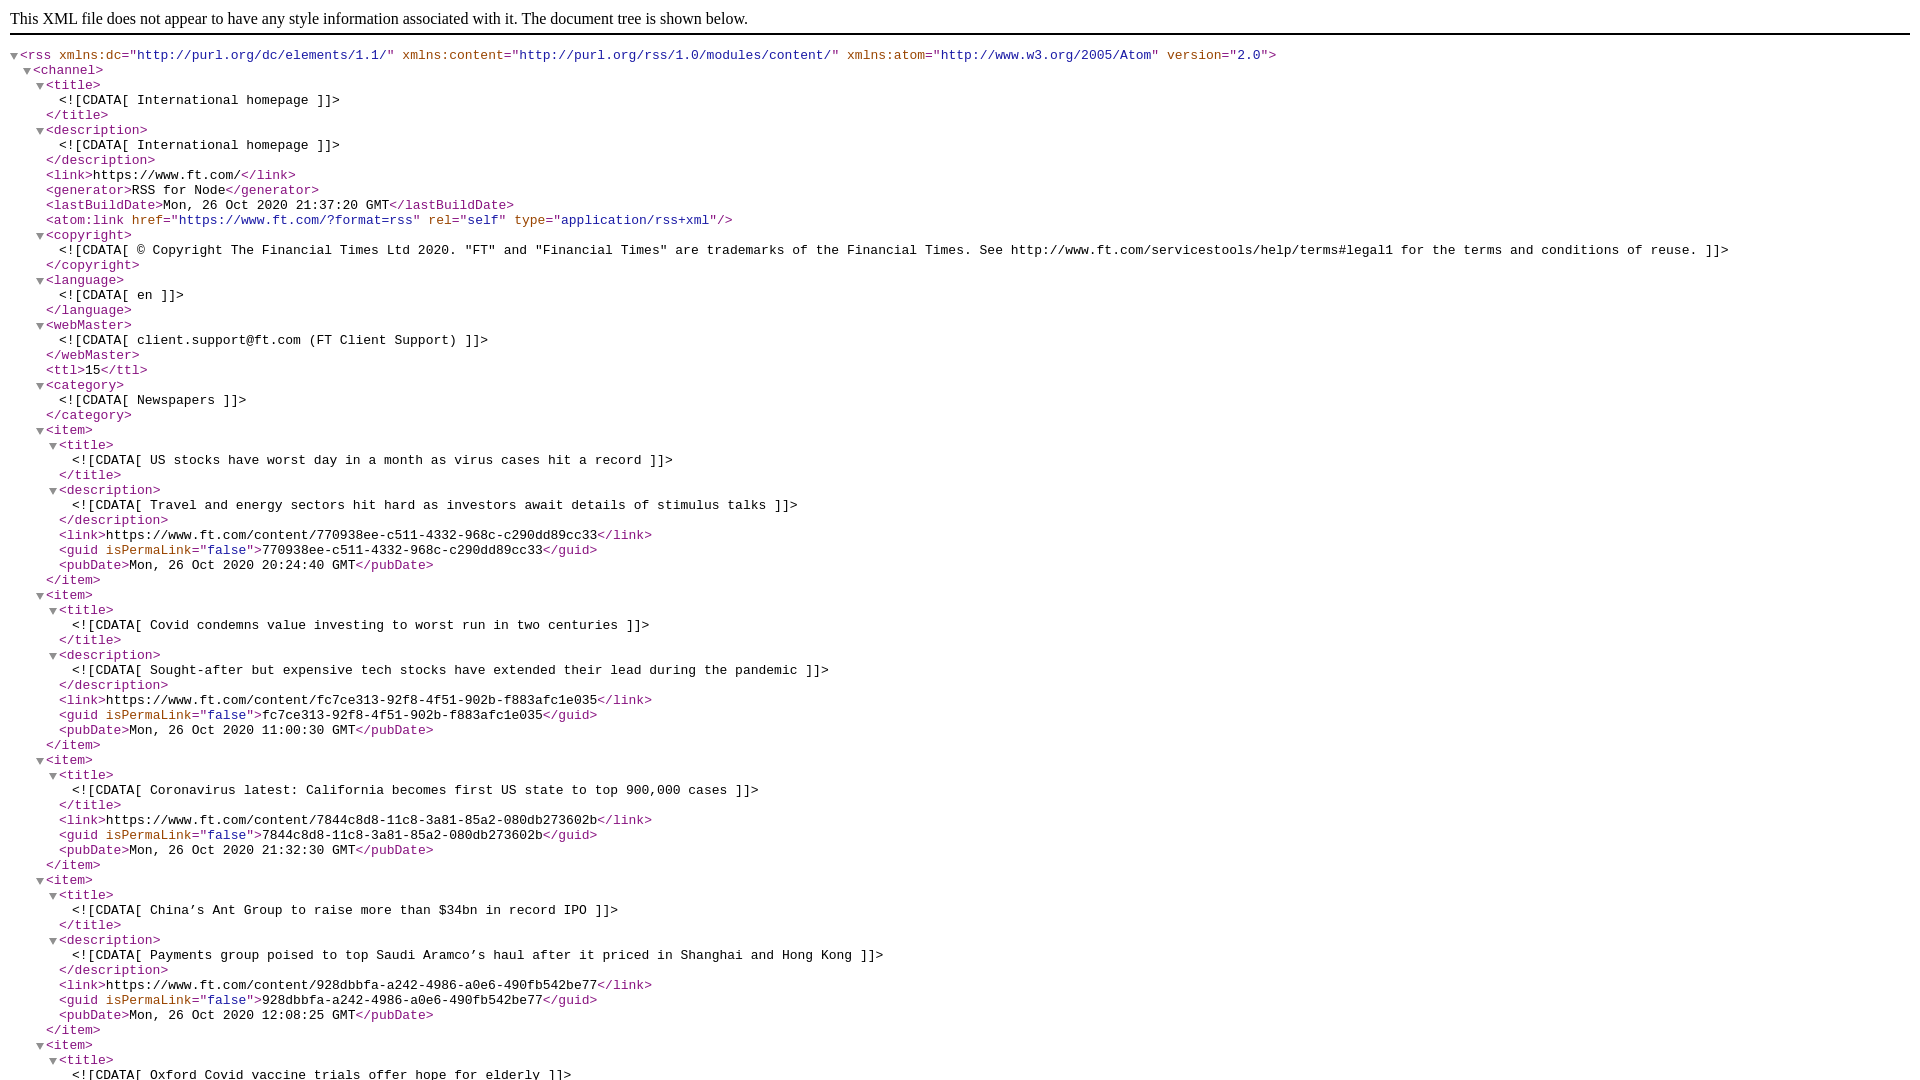 This XML file does not appear to have any style information associated with it. The document tree is shown below.
<rss xmlns:dc="http://purl.org/dc/elements/1.1/" xmlns:content="http://purl.org/rss/1.0/modules/content/" xmlns:atom="http://www.w3.org/2005/Atom" version="2.0">
<channel>
<title>
<![CDATA[ International homepage ]]>
</title>
<description>
<![CDATA[ International homepage ]]>
</description>
<link>https://www.ft.com/</link>
<generator>RSS for Node</generator>
<lastBuildDate>Mon, 26 Oct 2020 21:37:20 GMT</lastBuildDate>
<atom:link href="https://www.ft.com/?format=rss" rel="self" type="application/rss+xml"/>
<copyright>
<![CDATA[ © Copyright The Financial Times Ltd 2020. "FT" and "Financial Times" are trademarks of the Financial Times. See http://www.ft.com/servicestools/help/terms#legal1 for the terms and conditions of reuse. ]]>
</copyright>
<language>
<![CDATA[ en ]]>
</language>
<webMaster>
<![CDATA[ client.support@ft.com (FT Client Support) ]]>
</webMaster>
<ttl>15</ttl>
<category>
<![CDATA[ Newspapers ]]>
</category>
<item>
<title>
<![CDATA[ US stocks have worst day in a month as virus cases hit a record ]]>
</title>
<description>
<![CDATA[ Travel and energy sectors hit hard as investors await details of stimulus talks ]]>
</description>
<link>https://www.ft.com/content/770938ee-c511-4332-968c-c290dd89cc33</link>
<guid isPermaLink="false">770938ee-c511-4332-968c-c290dd89cc33</guid>
<pubDate>Mon, 26 Oct 2020 20:24:40 GMT</pubDate>
</item>
<item>
<title>
<![CDATA[ Covid condemns value investing to worst run in two centuries ]]>
</title>
<description>
<![CDATA[ Sought-after but expensive tech stocks have extended their lead during the pandemic ]]>
</description>
<link>https://www.ft.com/content/fc7ce313-92f8-4f51-902b-f883afc1e035</link>
<guid isPermaLink="false">fc7ce313-92f8-4f51-902b-f883afc1e035</guid>
<pubDate>Mon, 26 Oct 2020 11:00:30 GMT</pubDate>
</item>
<item>
<title>
<![CDATA[ Coronavirus latest: California becomes first US state to top 900,000 cases ]]>
</title>
<link>https://www.ft.com/content/7844c8d8-11c8-3a81-85a2-080db273602b</link>
<guid isPermaLink="false">7844c8d8-11c8-3a81-85a2-080db273602b</guid>
<pubDate>Mon, 26 Oct 2020 21:32:30 GMT</pubDate>
</item>
<item>
<title>
<![CDATA[ China’s Ant Group to raise more than $34bn in record IPO ]]>
</title>
<description>
<![CDATA[ Payments group poised to top Saudi Aramco’s haul after it priced in Shanghai and Hong Kong ]]>
</description>
<link>https://www.ft.com/content/928dbbfa-a242-4986-a0e6-490fb542be77</link>
<guid isPermaLink="false">928dbbfa-a242-4986-a0e6-490fb542be77</guid>
<pubDate>Mon, 26 Oct 2020 12:08:25 GMT</pubDate>
</item>
<item>
<title>
<![CDATA[ Oxford Covid vaccine trials offer hope for elderly ]]>